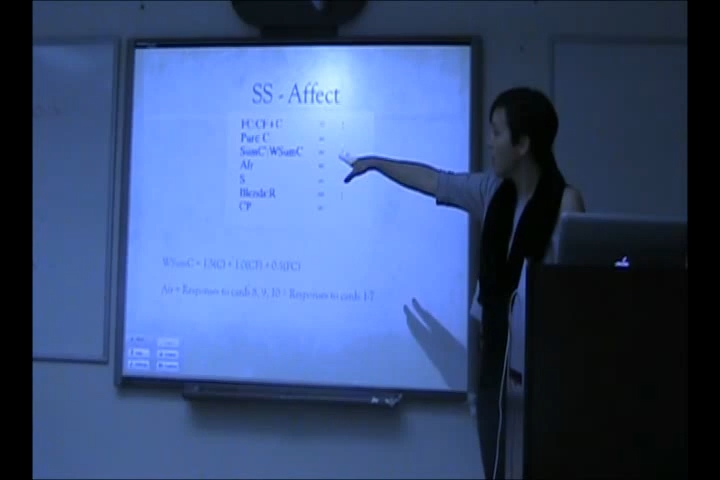 SS - Affect
FC:CF+C = :
Pure C =
SumC':WSumC = :
Afr =
S =
Blends:R = :
CP =
WSumC = 1.5(C) + 1.0(CF) + 0.5(FC)
Afr = Responses to cards 8, 9, 10 / Responses to cards 1-7